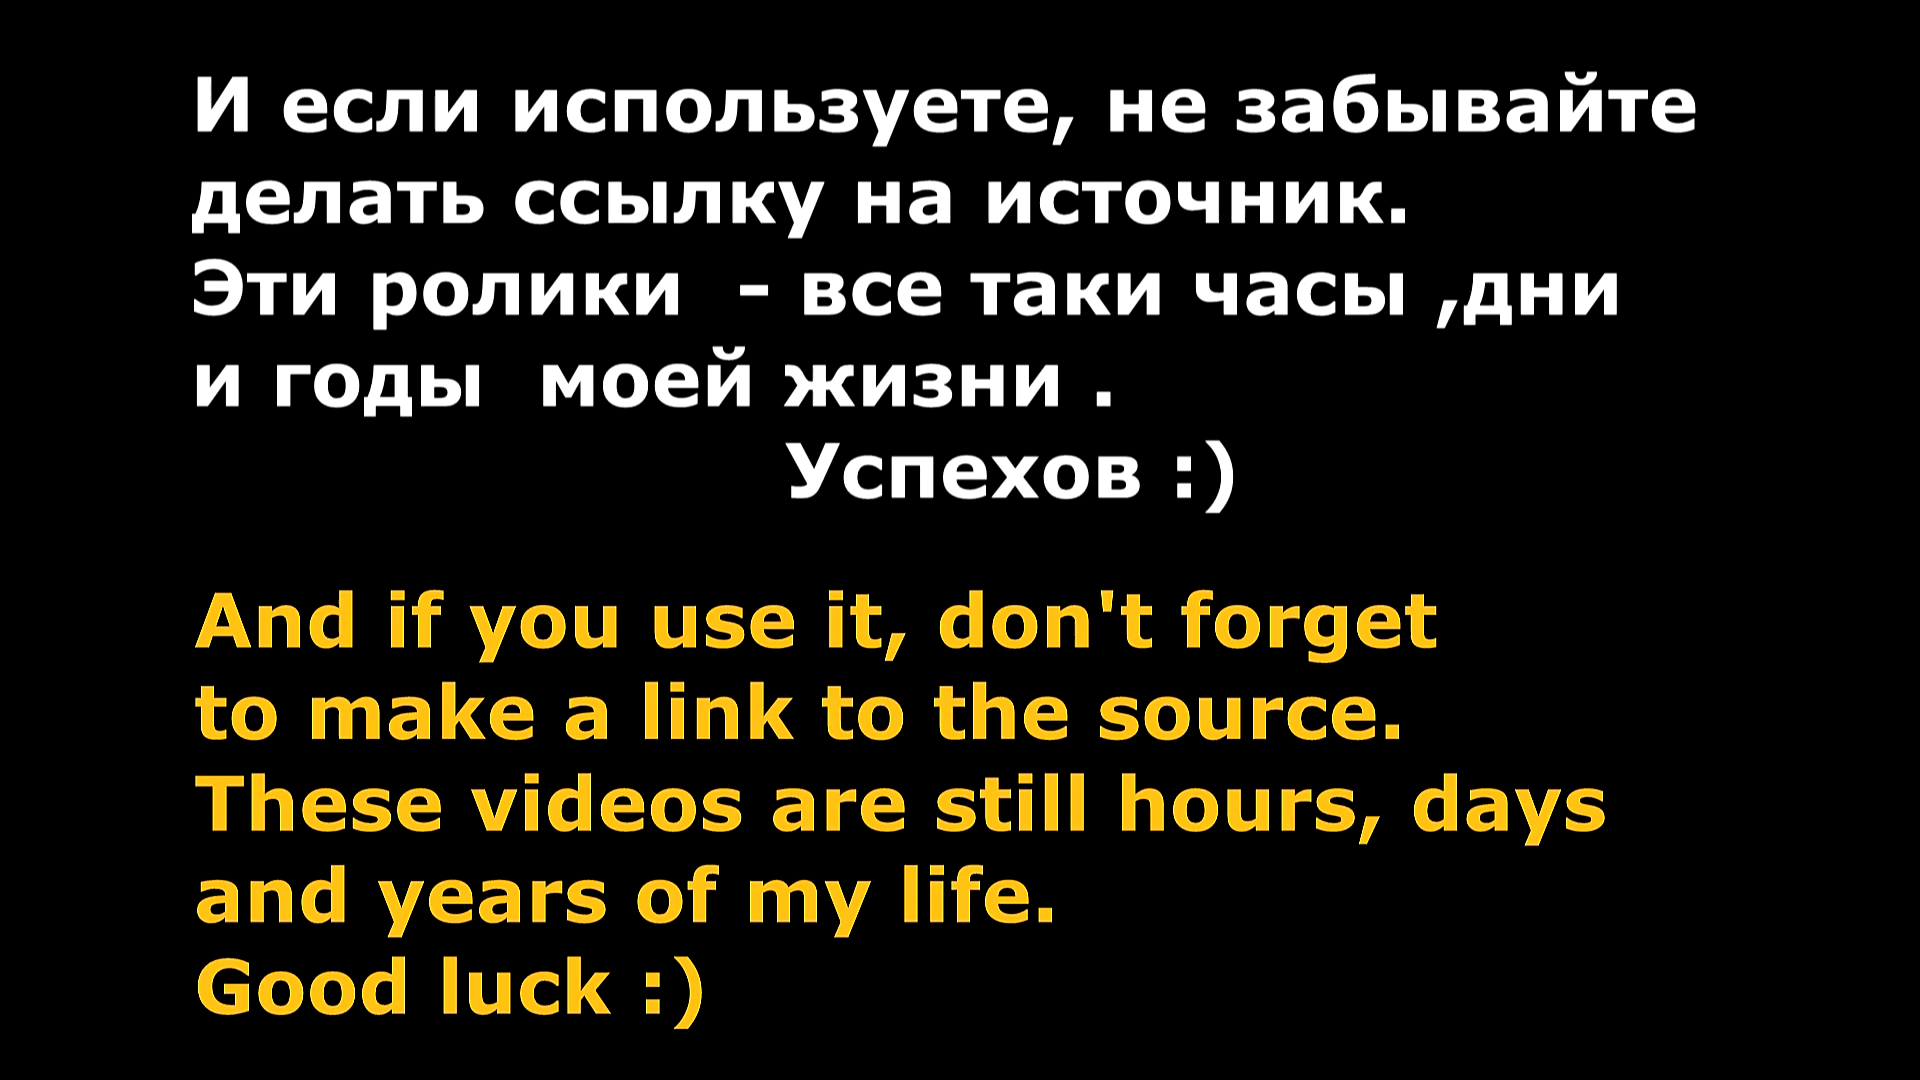 И если используете, не забывайте
делать ссылку на источник.
Эти ролики  - все таки часы ,дни
и годы  моей жизни .
Успехов :)
And if you use it, don't forget
to make a link to the source.
These videos are still hours, days
and years of my life.
Good luck :)